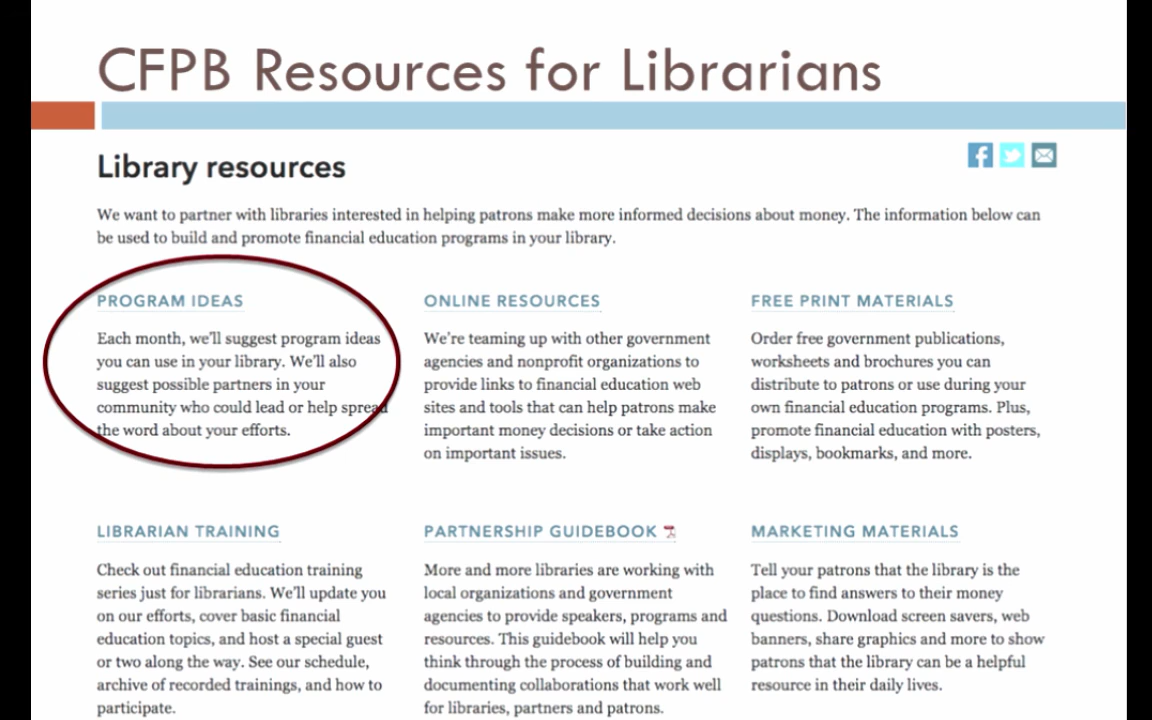 CFPB Resources for Librarians
Library resources
We want to partner with libraries interested in helping patrons make more informed decisions about money. The information below can
be used to build and promote financial education programs in your library.
PROGRAM IDEAS
Each month, we'll suggest program ideas
you can use in your library. We'll also
suggest possible partners in your
community who could lead or help spread
the word about your efforts.
ONLINE RESOURCES
We're teaming up with other government
agencies and nonprofit organizations to
provide links to financial education web
sites and tools that can help patrons make
important money decisions or take action
on important issues.
FREE PRINT MATERIALS
Order free government publications,
worksheets and brochures you can
distribute to patrons or use during your
own financial education programs. Plus,
promote financial education with posters,
displays, bookmarks, and more.
LIBRARIAN TRAINING
Check out financial education training
series just for librarians. We'll update you
on our efforts, cover basic financial
education topics, and host a special guest
or two along the way. See our schedule,
archive of recorded trainings, and how to
participate.
PARTNERSHIP GUIDEBOOK
More and more libraries are working with
local organizations and government
agencies to provide speakers, programs and
resources. This guidebook will help you
think through the process of building and
documenting collaborations that work well
for libraries, partners and patrons.
MARKETING MATERIALS
Tell your patrons that the library is the
place to find answers to their money
questions. Download screen savers, web
banners, share graphics and more to show
patrons that the library can be a helpful
resource in their daily lives.